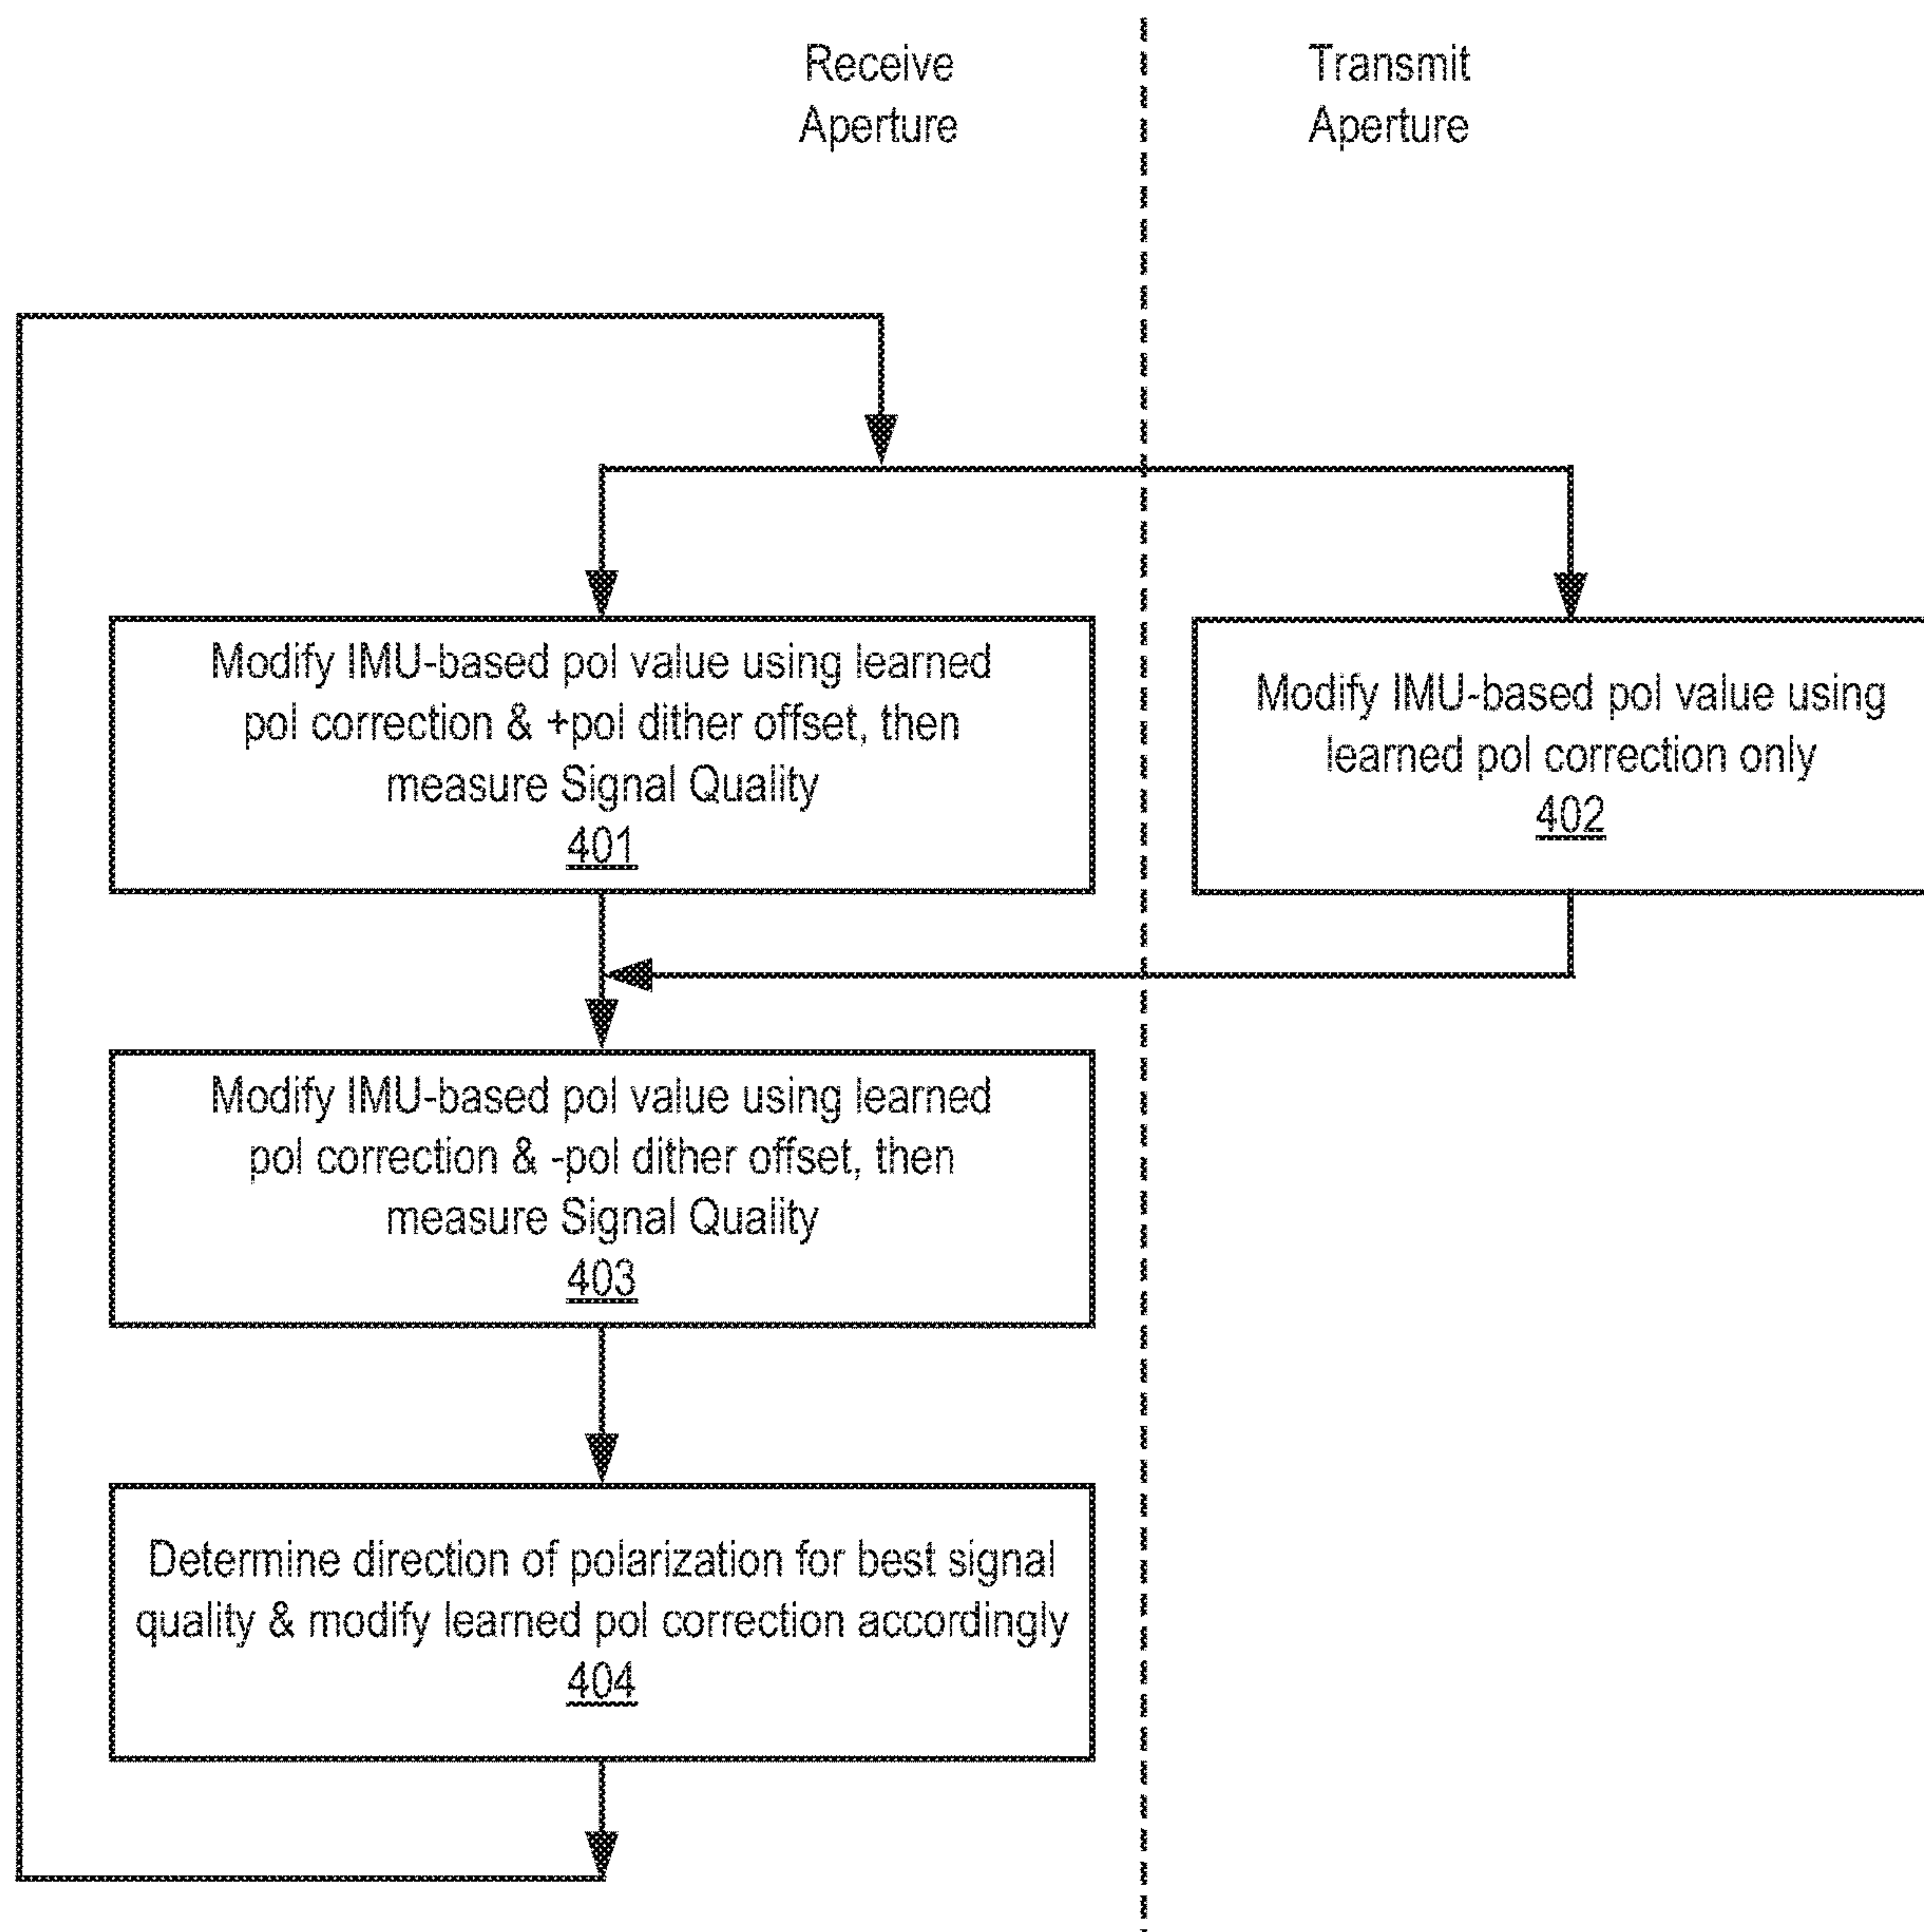 Receive
Aperture
Transmit
Aperture
Modify IMU-based pol value using learned
pol correction & +pol dither offset, then
measure Signal Quality
401
Modify IMU-based pol value using
learned pol correction only
402
Modify IMU-based pol value using learned
pol correction & -pol dither offset, then
measure Signal Quality
403
Determine direction of polarization for best signal
quality & modify learned pol correction accordingly
404